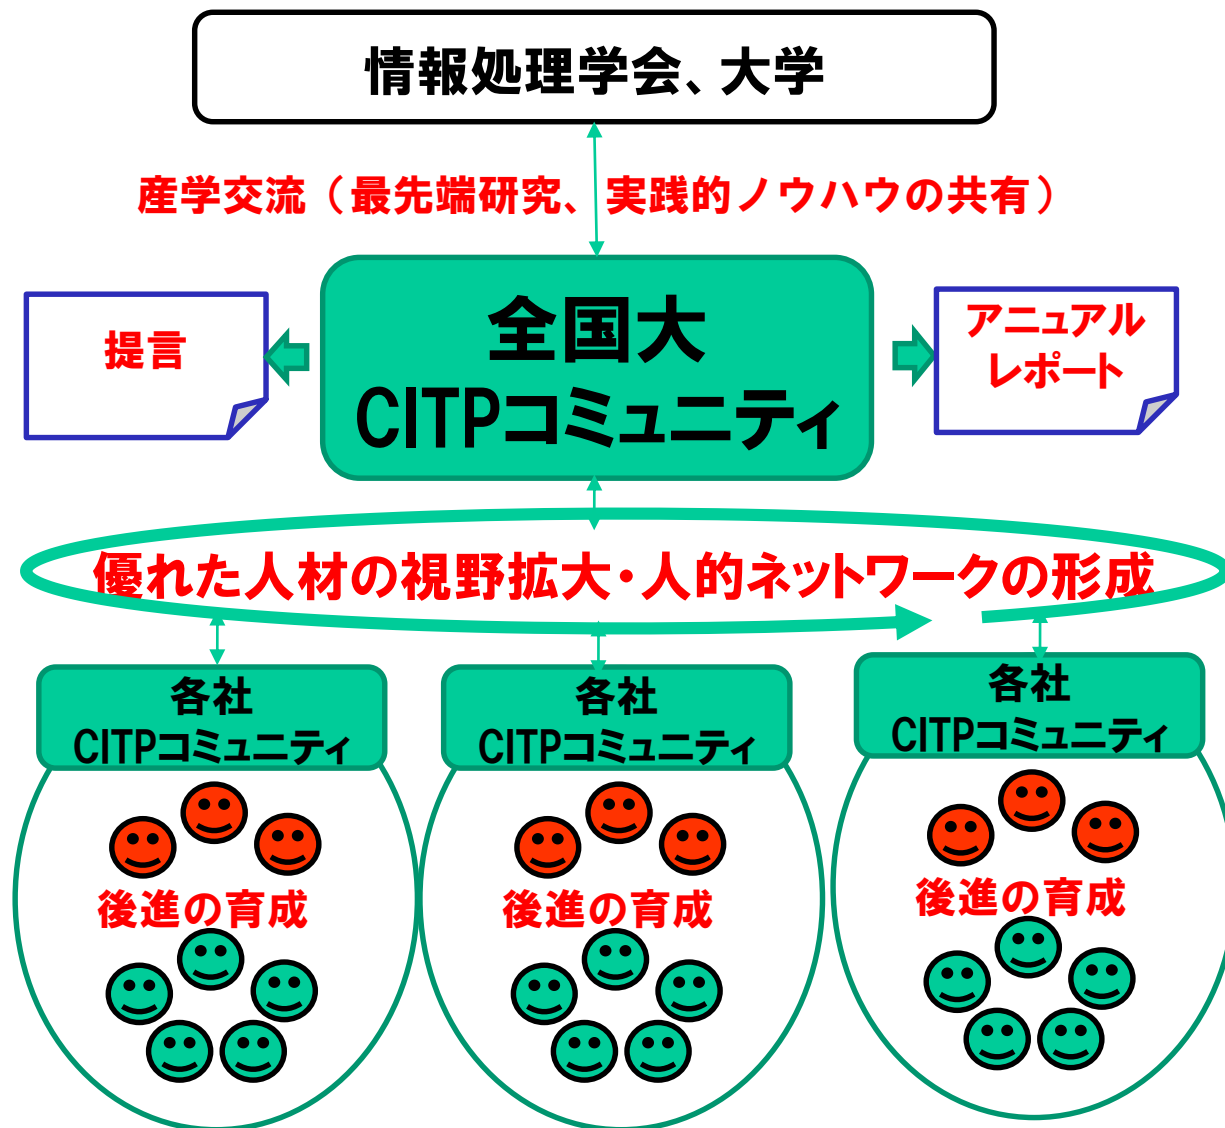 情報処理学会、大学
産学交流（最先端研究、実践的ノウハウの共有）
全国大
CITPコミュニティ
提言
アニュアル
レポート
優れた人材の視野拡大・人的ネットワークの形成
各社
CITPコミュニティ
各社
CITPコミュニティ
各社
CITPコミュニティ
後進の育成
後進の育成
後進の育成